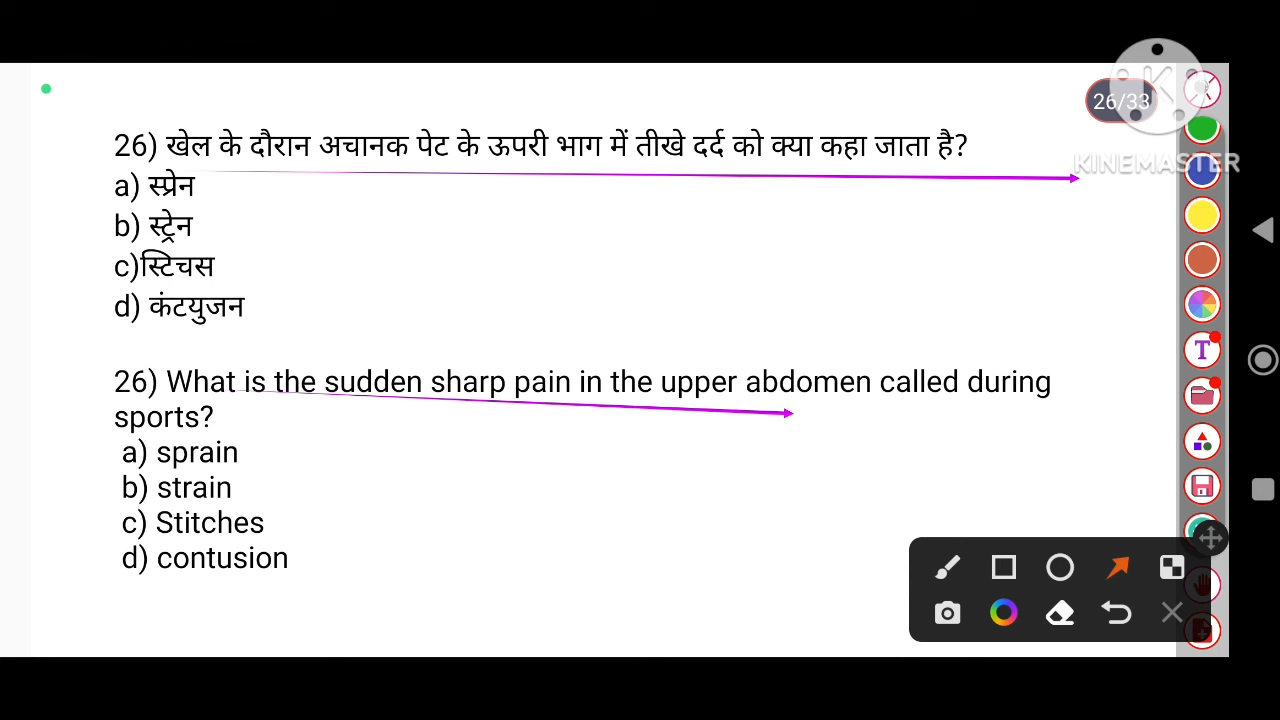 26/33
KINEMASTER
26) खेल के दौरान अचानक पेट के ऊपरी भाग में तीखे दर्द को क्या कहा जाता है?
a) स्प्रेन
b) स्ट्रेन
c)स्टिचस
d) कंटयुजन
26) What is the sudden sharp pain in the upper abdomen called during
sports?
a) sprain
b) strain
c) Stitches
d) contusion
T